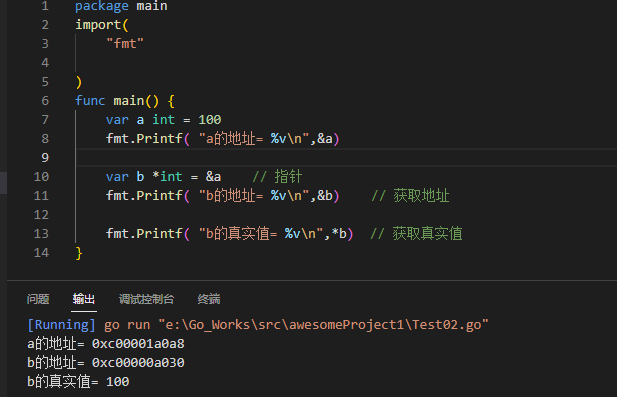 1 package main
2 import(
3 "fmt"
4
5 )
6 func main() {
7 var a int = 100
8 fmt.Printf( "a的地址= %v\n",&a)
9
10 var b *int = &a // 指针
11 fmt.Printf( "b的地址= %v\n",&b) // 获取地址
12
13 fmt.Printf( "b的真实值= %v\n",*b) // 获取真实值
14 }
问题 输出 调试控制台 终端
[Running] go run "e:\Go_Works\src\awesomeProject1\Test02.go"
a的地址= 0xc00001a0a8
b的地址= 0xc00000a030
b的真实值= 100